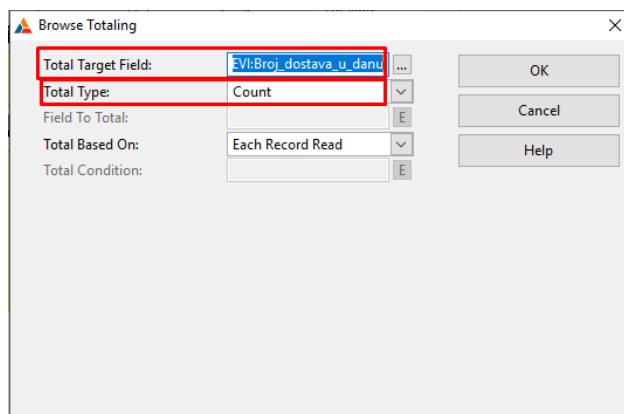 Browse Totaling
Total Target Field: EVI:Broj_dostava_u_danu ...
OK
Total Type: Count
Field To Total: E
Cancel
Total Based On: Each Record Read
Help
Total Condition: E